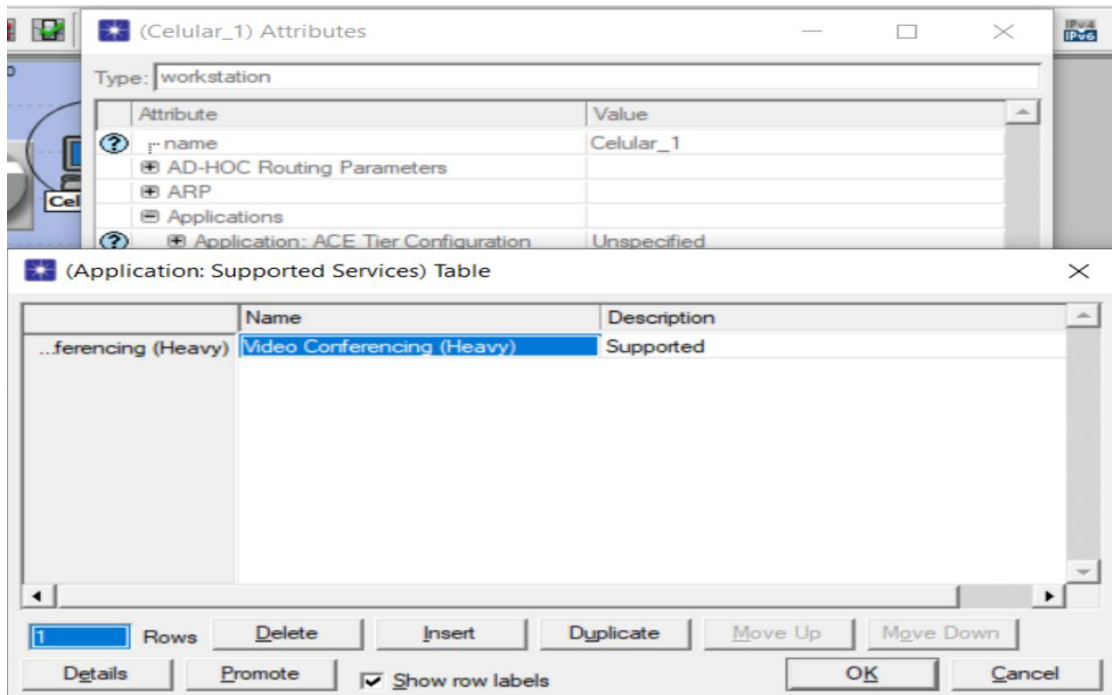 (Celular_1) Attributes
IPv4
IPv6
Type: workstation
Attribute Value
name Celular_1
AD-HOC Routing Parameters
ARP
Applications
Application: ACE Tier Configuration Unspecified
Cel
(Application: Supported Services) Table
Name Description
...ferencing (Heavy) Video Conferencing (Heavy) Supported
1 Rows Delete Insert Duplicate Move Up Move Down
Details Promote Show row labels OK Cancel